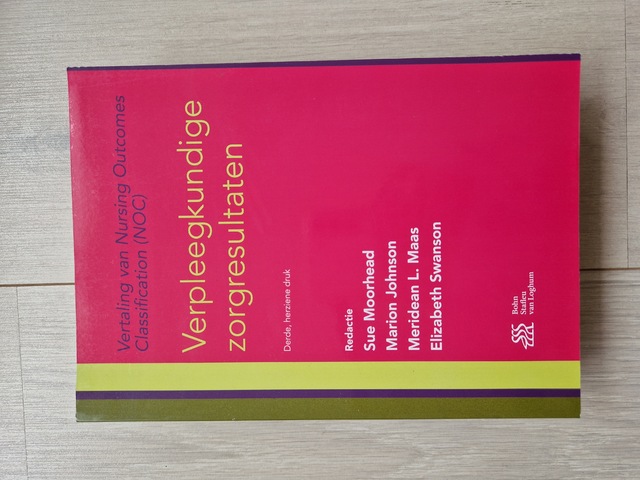 Vertaling van Nursing Outcomes
Classification (NOC)
Verpleegkundige
zorgresultaten
Derde, herziene druk
Redactie
Sue Moorhead
Marion Johnson
Meridean L. Maas
Elizabeth Swanson
Bohn
Stafleu
van Loghum